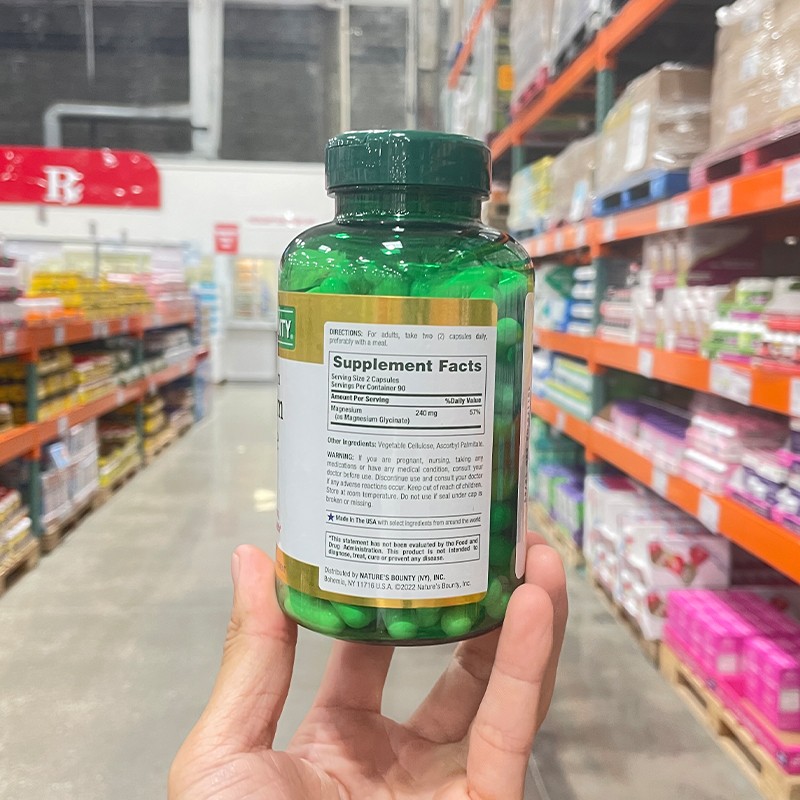 DIRECTIONS: For adults, take two (2) capsules daily,
preferably with a meal.
Supplement Facts
Serving Size 2 Capsules
Servings Per Container 90
Amount Per Serving %Daily Value
Magnesium 240 mg 57%
(as Magnesium Glycinate)
Other Ingredients: Vegetable Cellulose, Ascorbyl Palmitate.
WARNING: If you are pregnant, nursing, taking any
medications or have any medical condition, consult your
doctor before use. Discontinue use and consult your doctor
if any adverse reactions occur. Keep out of reach of children.
Store at room temperature. Do not use if seal under cap is
broken or missing.
Made in The USA with select ingredients from around the world
*This statement has not been evaluated by the Food and
Drug Administration. This product is not intended to
diagnose, treat, cure or prevent any disease.
Distributed by NATURE'S BOUNTY (NY), INC.
Bohemia, NY 11716 U.S.A. ©2022 Nature's Bounty, Inc.